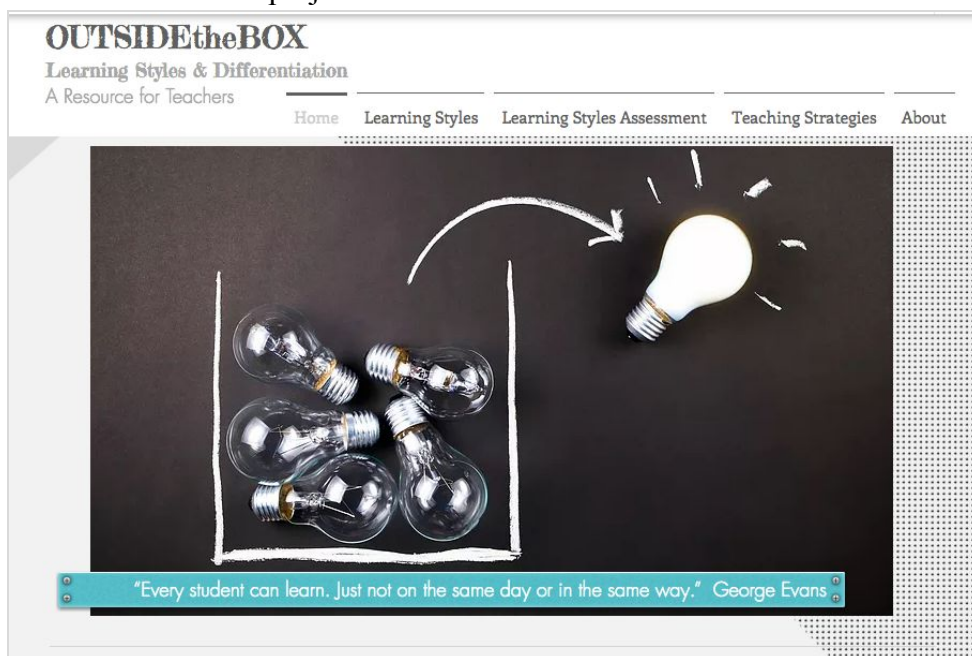 OUTSIDEtheBOX
Learning Styles & Differentiation
A Resource for Teachers
Home Learning Styles Learning Styles Assessment Teaching Strategies About
“Every student can learn. Just not on the same day or in the same way.” George Evans